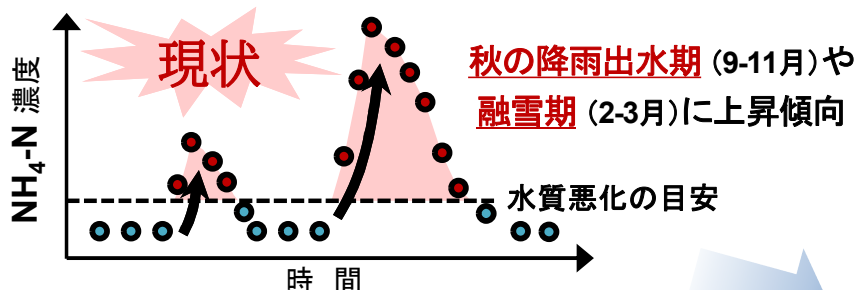 現状
NH4-N 濃度
秋の降雨出水期 (9-11月) や
融雪期 (2-3月) に上昇傾向
水質悪化の目安
時 間